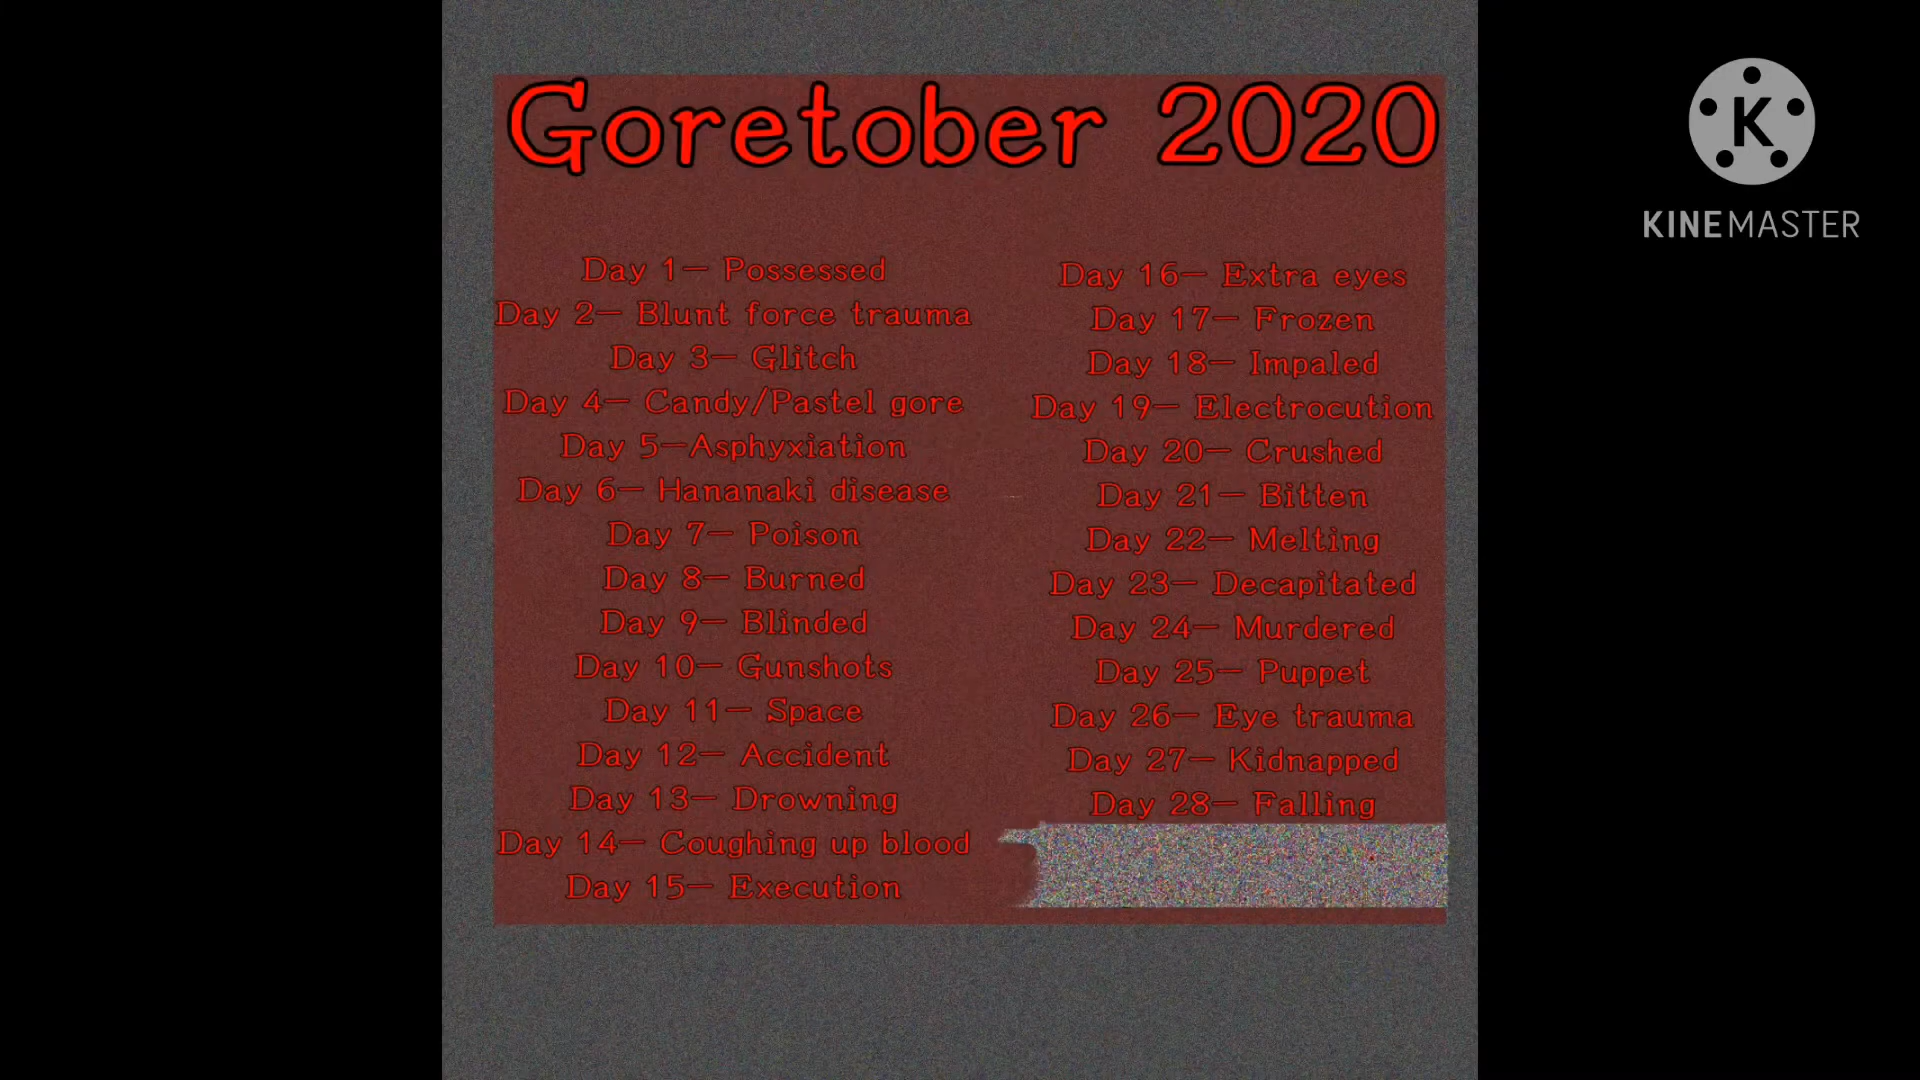 Goretober 2020
Day 1— Possessed
Day 2— Blunt force trauma
Day 3— Glitch
Day 4— Candy/Pastel gore
Day 5—Asphyxiation
Day 6— Hananaki disease
Day 7— Poison
Day 8— Burned
Day 9— Blinded
Day 10— Gunshots
Day 11— Space
Day 12— Accident
Day 13— Drowning
Day 14— Coughing up blood
Day 15— Execution
Day 16— Extra eyes
Day 17— Frozen
Day 18— Impaled
Day 19— Electrocution
Day 20— Crushed
Day 21— Bitten
Day 22— Melting
Day 23— Decapitated
Day 24— Murdered
Day 25— Puppet
Day 26— Eye trauma
Day 27— Kidnapped
Day 28— Falling
K
KINEMASTER